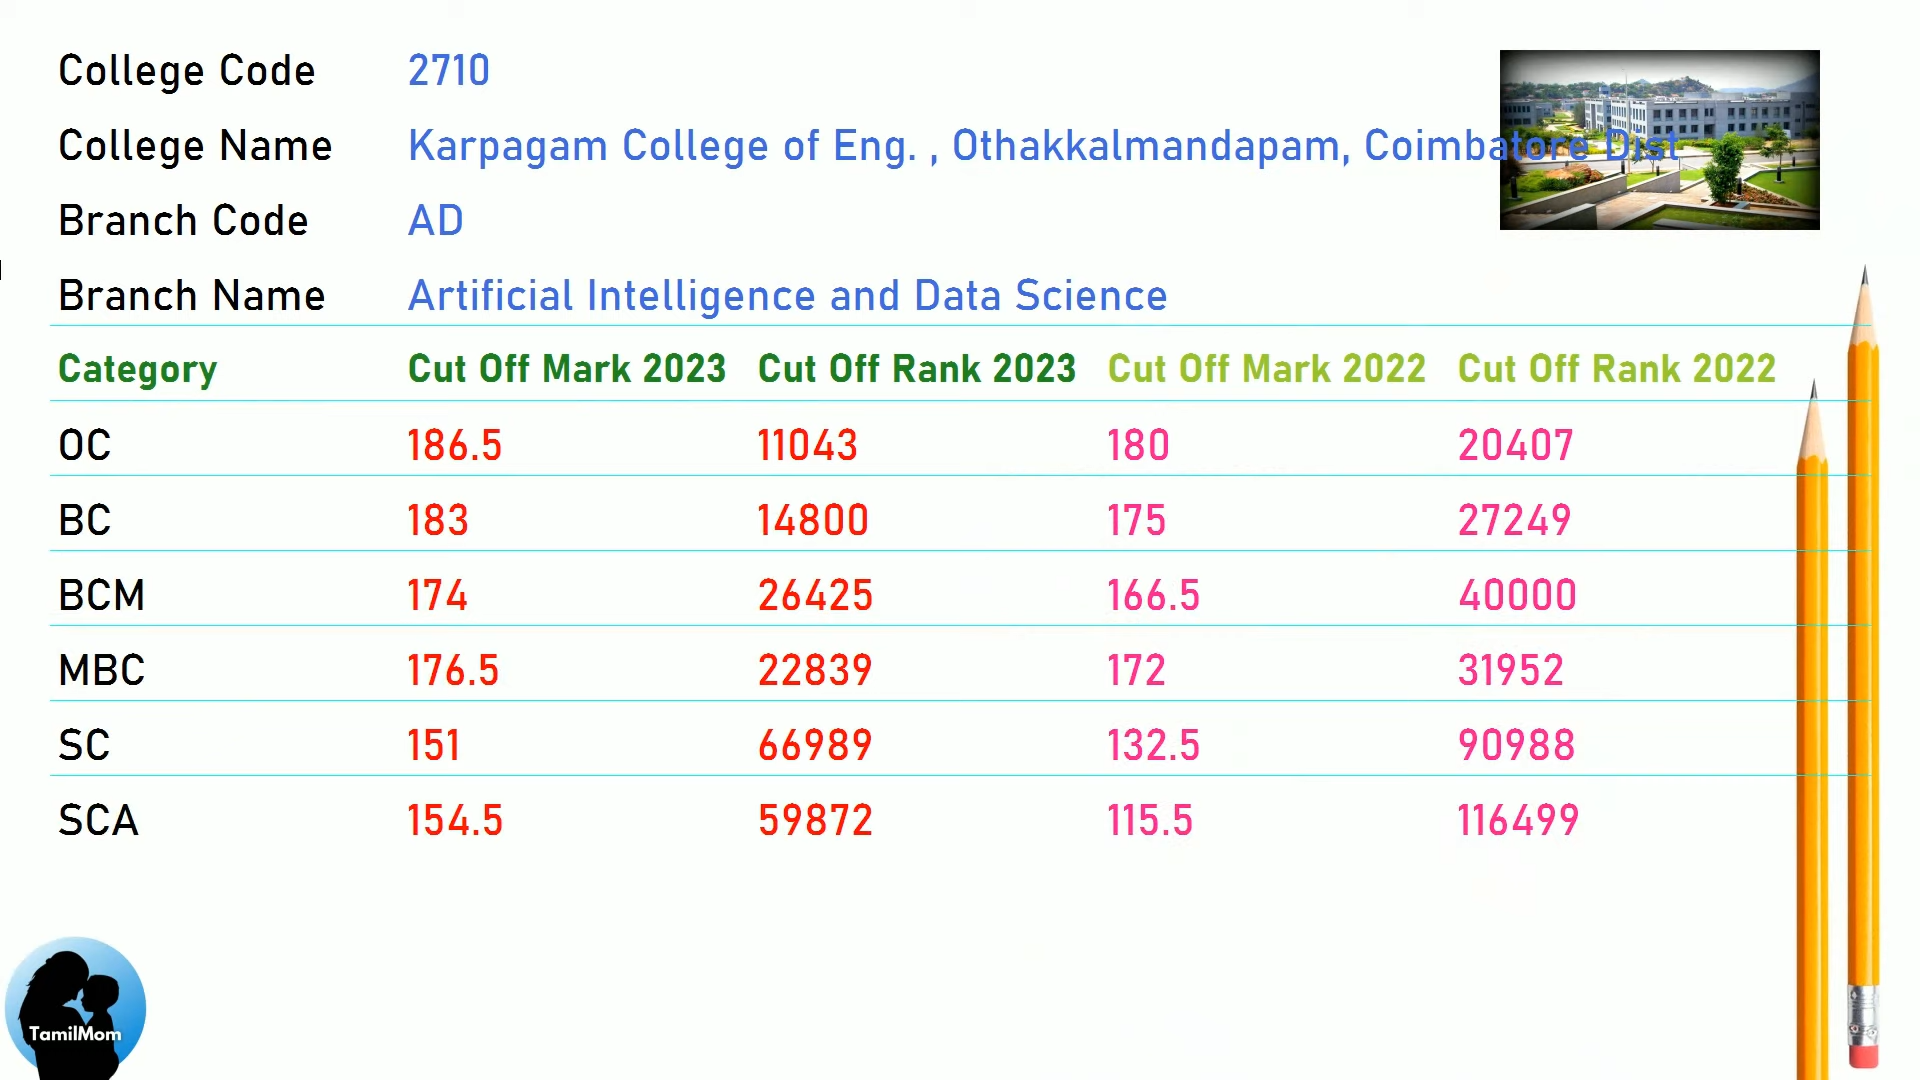 College Code 2710
College Name Karpagam College of Eng. , Othakkalmandapam, Coimbatore Dist
Branch Code AD
Branch Name Artificial Intelligence and Data Science
Category Cut Off Mark 2023 Cut Off Rank 2023 Cut Off Mark 2022 Cut Off Rank 2022
OC 186.5 11043 180 20407
BC 183 14800 175 27249
BCM 174 26425 166.5 40000
MBC 176.5 22839 172 31952
SC 151 66989 132.5 90988
SCA 154.5 59872 115.5 116499
TamilMom